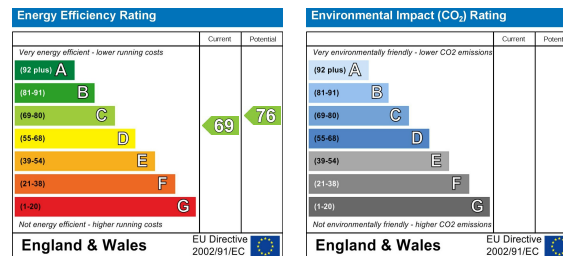 Energy Efficiency Rating
Current Potential
Very energy efficient - lower running costs
(92 plus) A
(81-91) B
(69-80) C
(55-68) D
(39-54) E
(21-38) F
(1-20) G
69
76
Not energy efficient - higher running costs
England & Wales
EU Directive
2002/91/EC
Environmental Impact (CO2) Rating
Current Potent
Very environmentally friendly - lower CO2 emissions
(92 plus) A
(81-91) B
(69-80) C
(55-68) D
(39-54) E
(21-38) F
(1-20) G
Not environmentally friendly - higher CO2 emissions
England & Wales
EU Directive
2002/91/EC